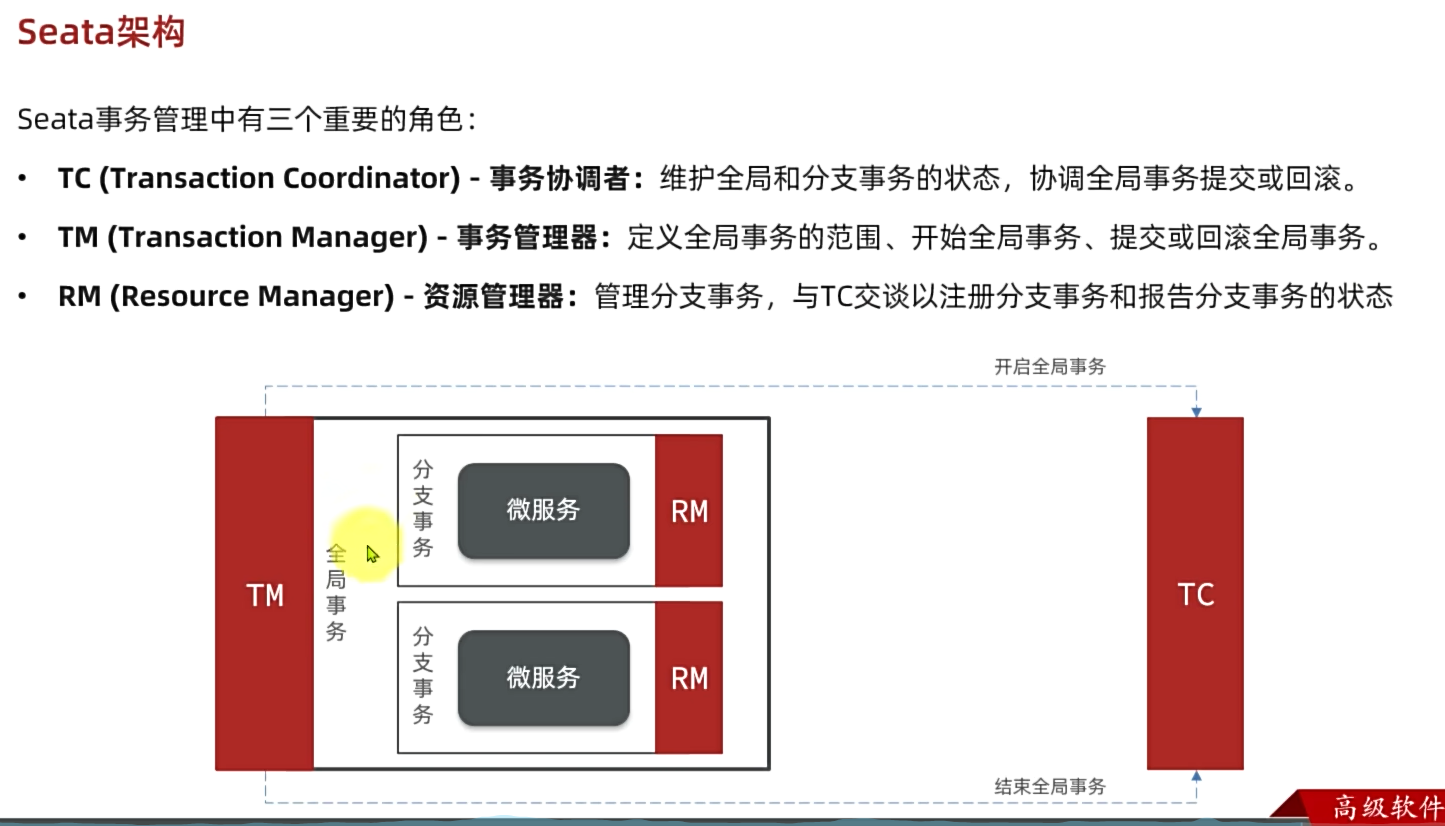 Seata架构
Seata事务管理中有三个重要的角色：
• TC (Transaction Coordinator) - 事务协调者：维护全局和分支事务的状态，协调全局事务提交或回滚。
• TM (Transaction Manager) - 事务管理器：定义全局事务的范围、开始全局事务、提交或回滚全局事务。
• RM (Resource Manager) - 资源管理器：管理分支事务，与TC交谈以注册分支事务和报告分支事务的状态
开启全局事务
TM
全局事务
分支事务
微服务
RM
分支事务
微服务
RM
TC
结束全局事务
高级软件